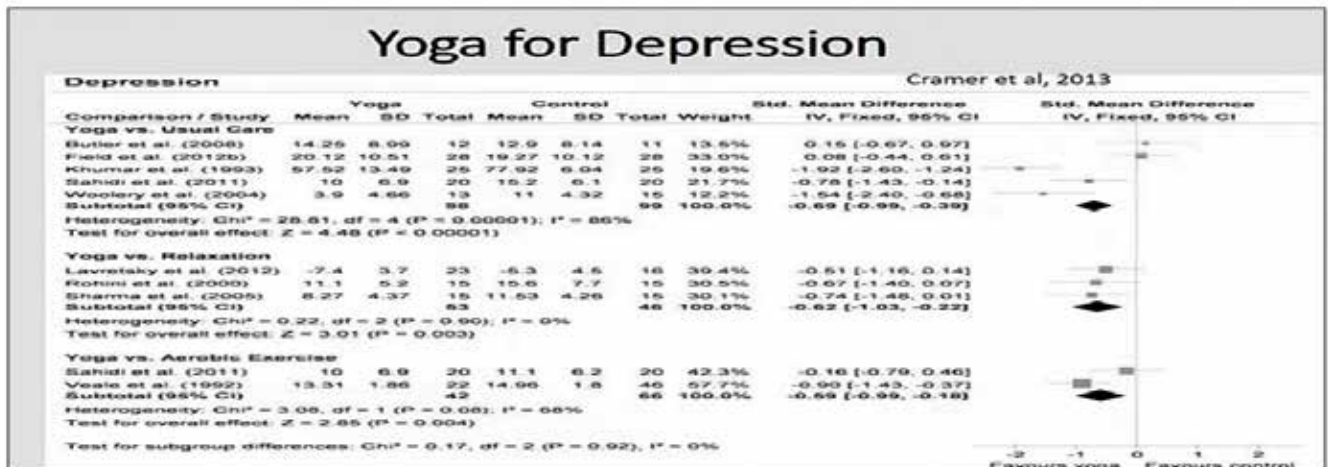 Yoga for Depression
Depression Cramer et al, 2013
Yoga Control Std. Mean Difference Std. Mean Difference
Comparison / Study Mean SD Total Mean SD Total Weight IV, Fixed, 95% CI IV, Fixed, 95% CI
Yoga vs. Usual Care
Butler et al. (2008) 14.25 8.99 12 12.9 8.14 11 13.5% 0.15 [-0.67, 0.97]
Field et al. (2012b) 20.12 10.51 28 19.27 10.12 28 33.0% 0.08 [-0.44, 0.61]
Khumar et al. (1993) 57.52 13.49 25 77.92 6.04 25 19.6% -1.92 [-2.60, -1.24]
Sahidi et al. (2011) 10 6.9 20 15.2 6.1 20 21.7% -0.78 [-1.43, -0.14]
Woolery et al. (2004) 3.9 4.66 13 11 4.32 15 12.2% -1.54 [-2.40, -0.68]
Subtotal (95% CI) 98 99 100.0% -0.69 [-0.99, -0.39]
Heterogeneity: Chi² = 28.81, df = 4 (P < 0.00001); I² = 86%
Test for overall effect: Z = 4.48 (P < 0.00001)
Yoga vs. Relaxation
Lavretsky et al. (2012) -7.4 3.7 23 -5.3 4.5 16 39.4% -0.51 [-1.16, 0.14]
Rohini et al. (2000) 11.1 5.2 15 15.6 7.7 15 30.5% -0.67 [-1.40, 0.07]
Sharma et al. (2005) 8.27 4.37 15 11.53 4.26 15 30.1% -0.74 [-1.48, 0.01]
Subtotal (95% CI) 53 46 100.0% -0.62 [-1.03, -0.22]
Heterogeneity: Chi² = 0.22, df = 2 (P = 0.90); I² = 0%
Test for overall effect: Z = 3.01 (P = 0.003)
Yoga vs. Aerobic Exercise
Sahidi et al. (2011) 10 6.9 20 11.1 6.2 20 42.3% -0.16 [-0.79, 0.46]
Veale et al. (1992) 13.31 1.86 22 14.96 1.8 46 57.7% -0.90 [-1.43, -0.37]
Subtotal (95% CI) 42 66 100.0% -0.59 [-0.99, -0.18]
Heterogeneity: Chi² = 3.08, df = 1 (P = 0.08); I² = 68%
Test for overall effect: Z = 2.85 (P = 0.004)
Test for subgroup differences: Chi² = 0.17, df = 2 (P = 0.92), I² = 0%
-2 -1 0 1 2
Favours yoga Favours control